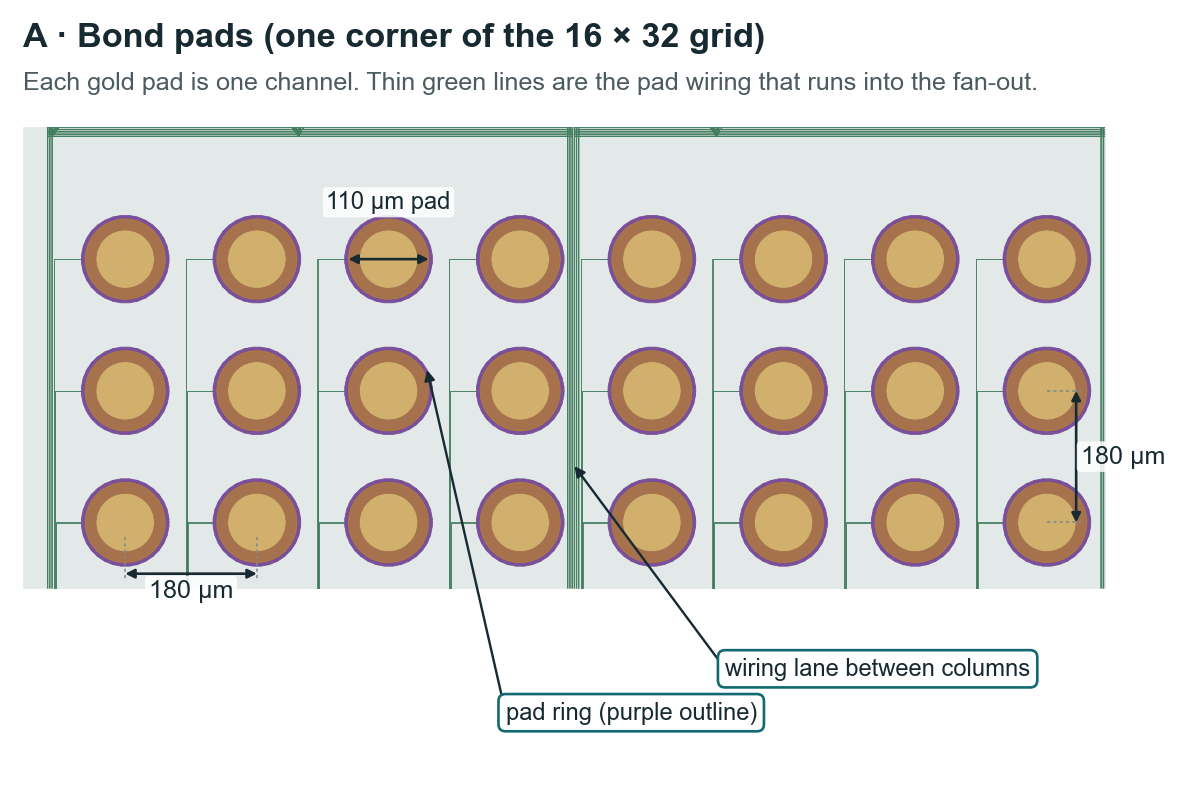 A · Bond pads (one corner of the 16 × 32 grid)
Each gold pad is one channel. Thin green lines are the pad wiring that runs into the fan-out.
110 µm pad
180 µm
180 µm
wiring lane between columns
pad ring (purple outline)